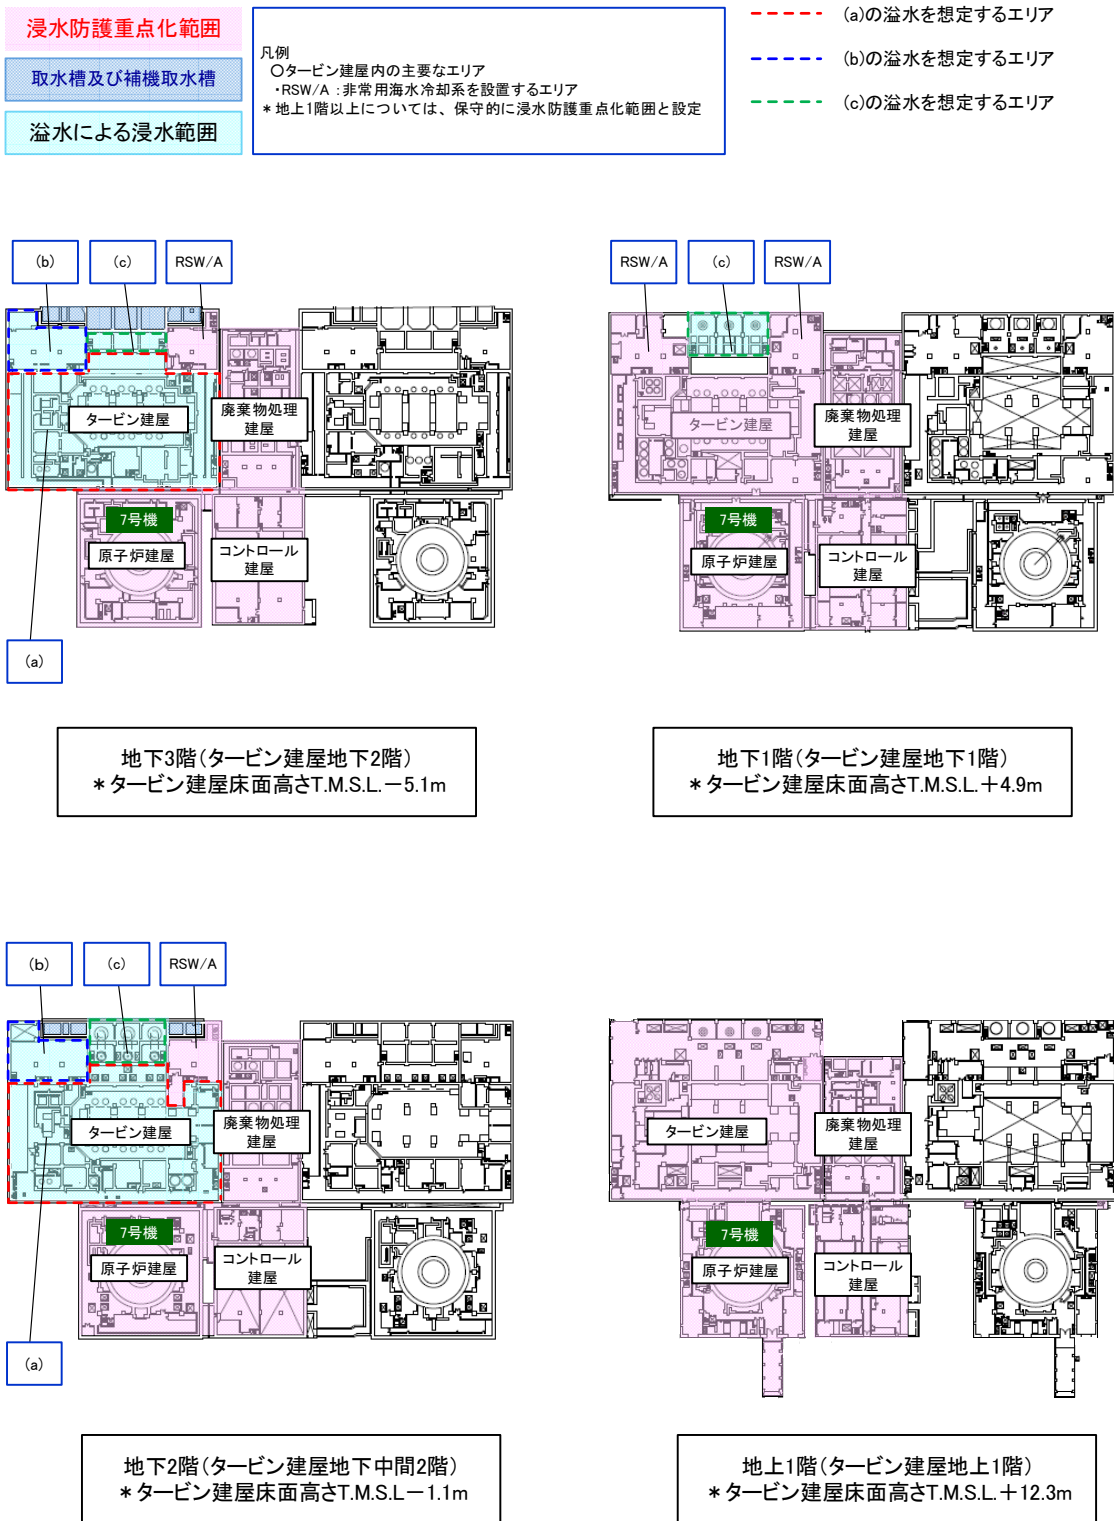 浸水防護重点化範囲
取水槽及び補機取水槽
溢水による浸水範囲
凡例
○タービン建屋内の主要なエリア
・RSW/A：非常用海水冷却系を設置するエリア
＊地上1階以上については、保守的に浸水防護重点化範囲と設定
(a)の溢水を想定するエリア
(b)の溢水を想定するエリア
(c)の溢水を想定するエリア
(b)
(c)
RSW/A
タービン建屋
廃棄物処理
建屋
7号機
原子炉建屋
コントロール
建屋
(a)
地下3階(タービン建屋地下2階)
＊タービン建屋床面高さT.M.S.L.－5.1m
RSW/A
(c)
RSW/A
タービン建屋
廃棄物処理
建屋
7号機
原子炉建屋
コントロール
建屋
地下1階(タービン建屋地下1階)
＊タービン建屋床面高さT.M.S.L.＋4.9m
(b)
(c)
RSW/A
タービン建屋
廃棄物処理
建屋
7号機
原子炉建屋
コントロール
建屋
(a)
地下2階(タービン建屋地下中間2階)
＊タービン建屋床面高さT.M.S.L－1.1m
タービン建屋
廃棄物処理
建屋
7号機
原子炉建屋
コントロール
建屋
地上1階(タービン建屋地上1階)
＊タービン建屋床面高さT.M.S.L.＋12.3m